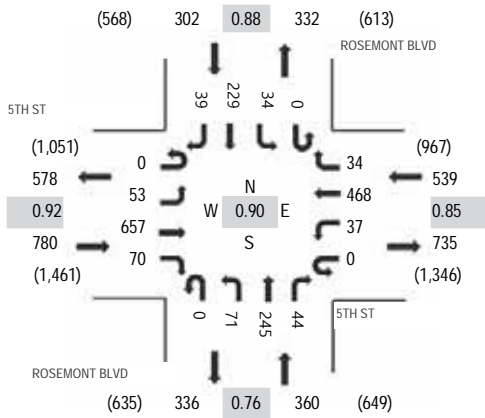 (568) 302 0.88 332 (613)
ROSEMONT BLVD
39 229 34 0
5TH ST
(1,051) 0 34 (967)
578 53 N 468 539
0.92 W 0.90 E 0.85
780 657 S 37 735
(1,461) 70 0 (1,346)
0 71 245 44
5TH ST
ROSEMONT BLVD
(635) 336 0.76 360 (649)